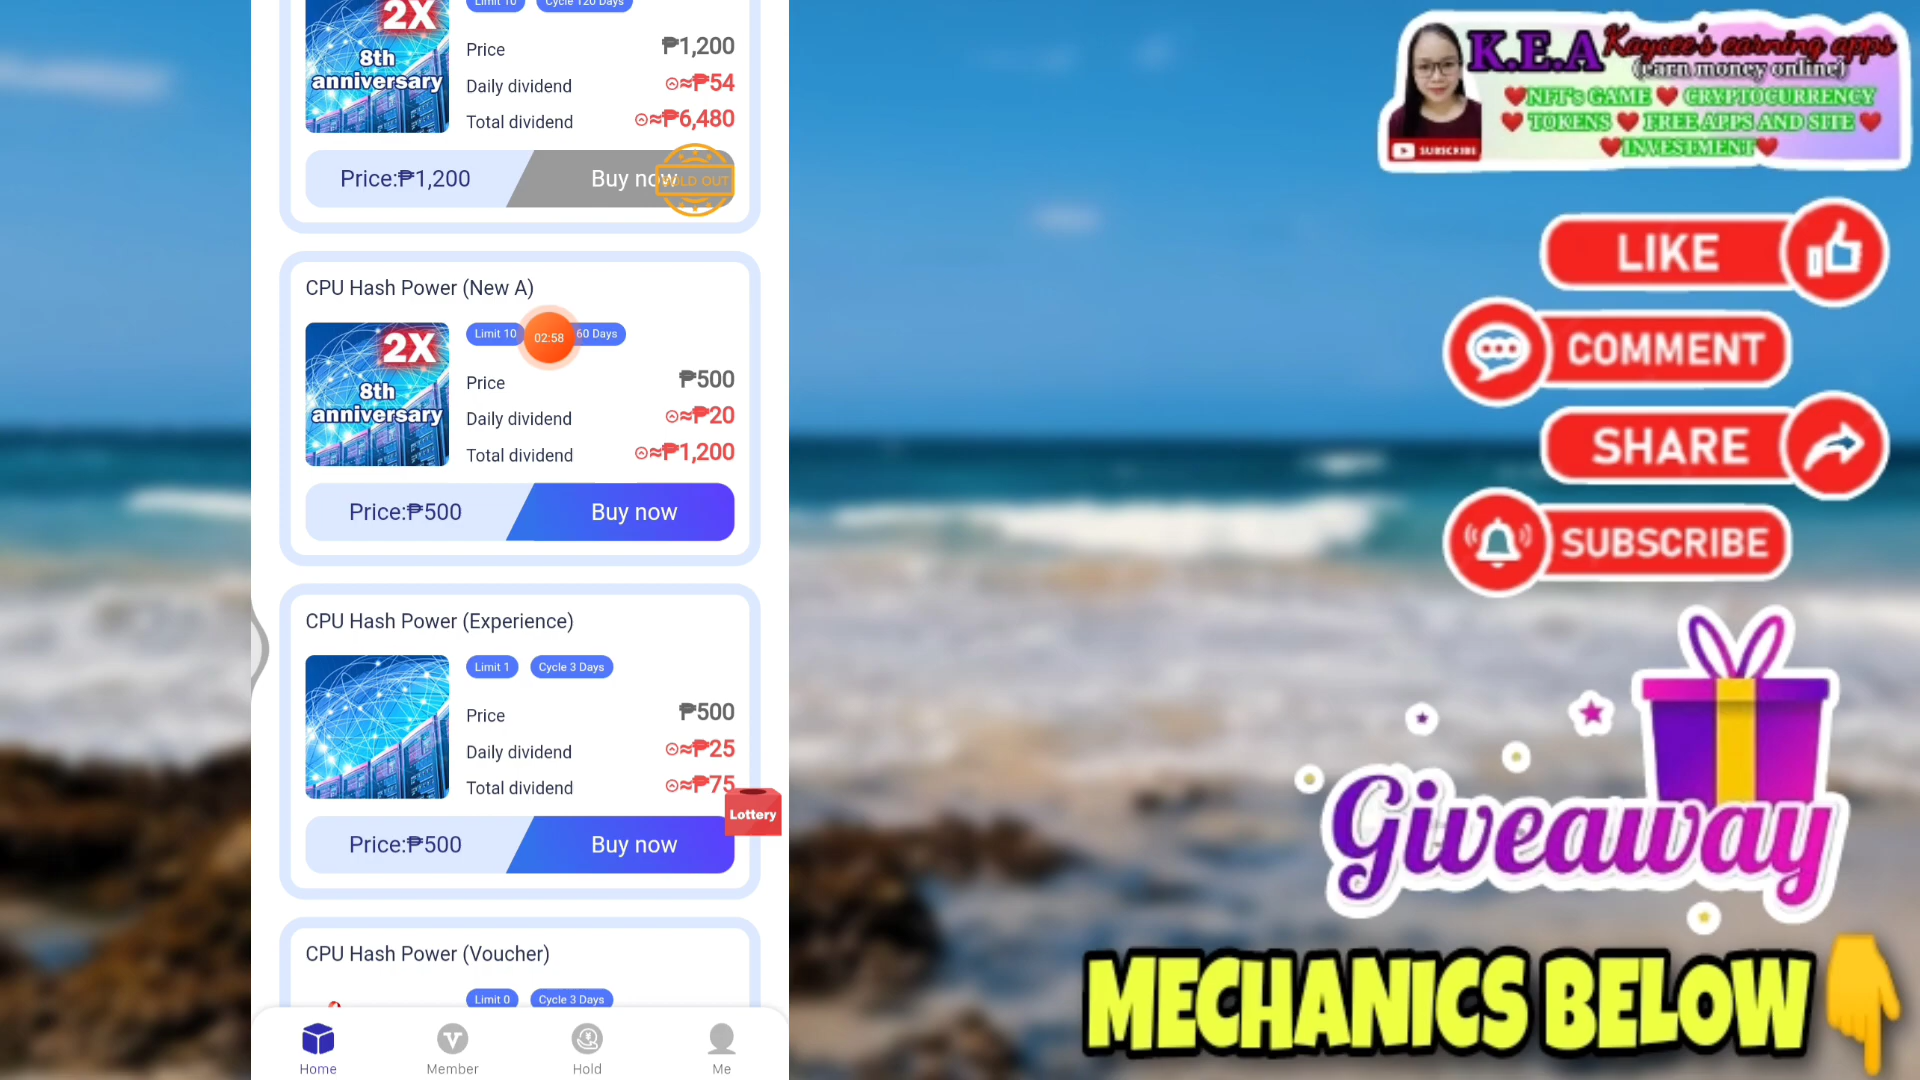 Limit 10
Cycle 120 Days
2X
8th
anniversary
Price
₱1,200
Daily dividend
≈₱54
Total dividend
≈₱6,480
Price:₱1,200
Buy now
SOLD OUT
CPU Hash Power (New A)
Limit 10
02:58
60 Days
2X
8th
anniversary
Price
₱500
Daily dividend
≈₱20
Total dividend
≈₱1,200
Price:₱500
Buy now
CPU Hash Power (Experience)
Limit 1
Cycle 3 Days
Price
₱500
Daily dividend
≈₱25
Total dividend
≈₱75
Lottery
Price:₱500
Buy now
CPU Hash Power (Voucher)
Limit 0
Cycle 3 Days
Home
Member
Hold
Me
K.E.A Kaycee's earning apps
(earn money online)
NFT's GAME CRYPTOCURRENCY
TOKENS FREE APPS AND SITE
INVESTMENT
SUBSCRIBE
LIKE
COMMENT
SHARE
SUBSCRIBE
Giveaway
MECHANICS BELOW